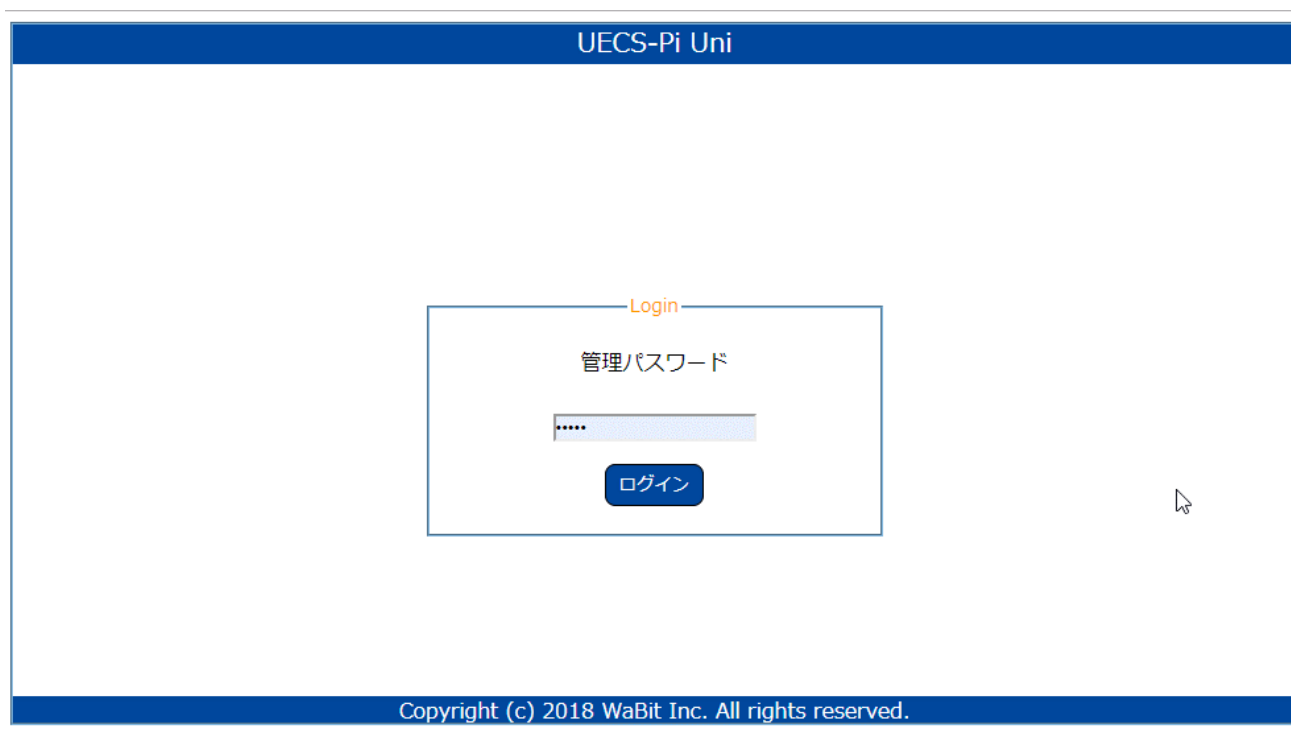 UECS-Pi Uni
Login
管理パスワード
•••••
ログイン
Copyright (c) 2018 WaBit Inc. All rights reserved.